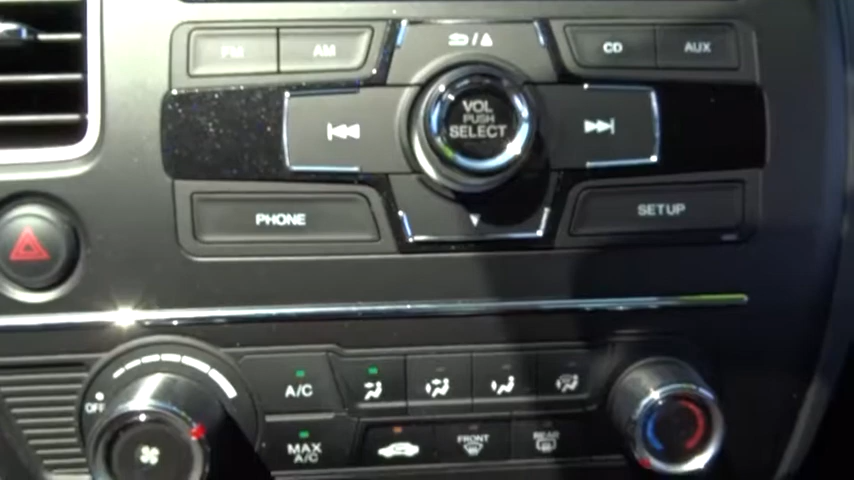 FM
AM
CD
AUX
VOL
PUSH
SELECT
PHONE
SETUP
OFF
A/C
MAX
A/C
FRONT
REAR